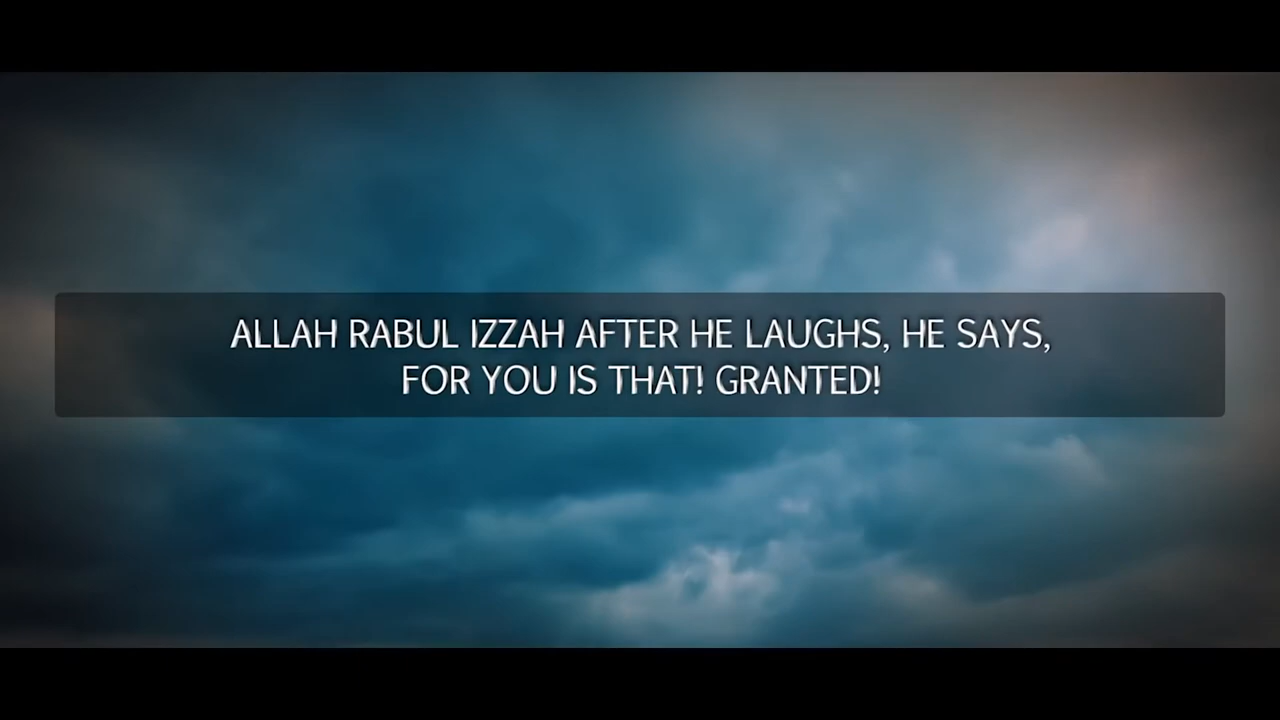 ALLAH RABUL IZZAH AFTER HE LAUGHS, HE SAYS,
FOR YOU IS THAT! GRANTED!